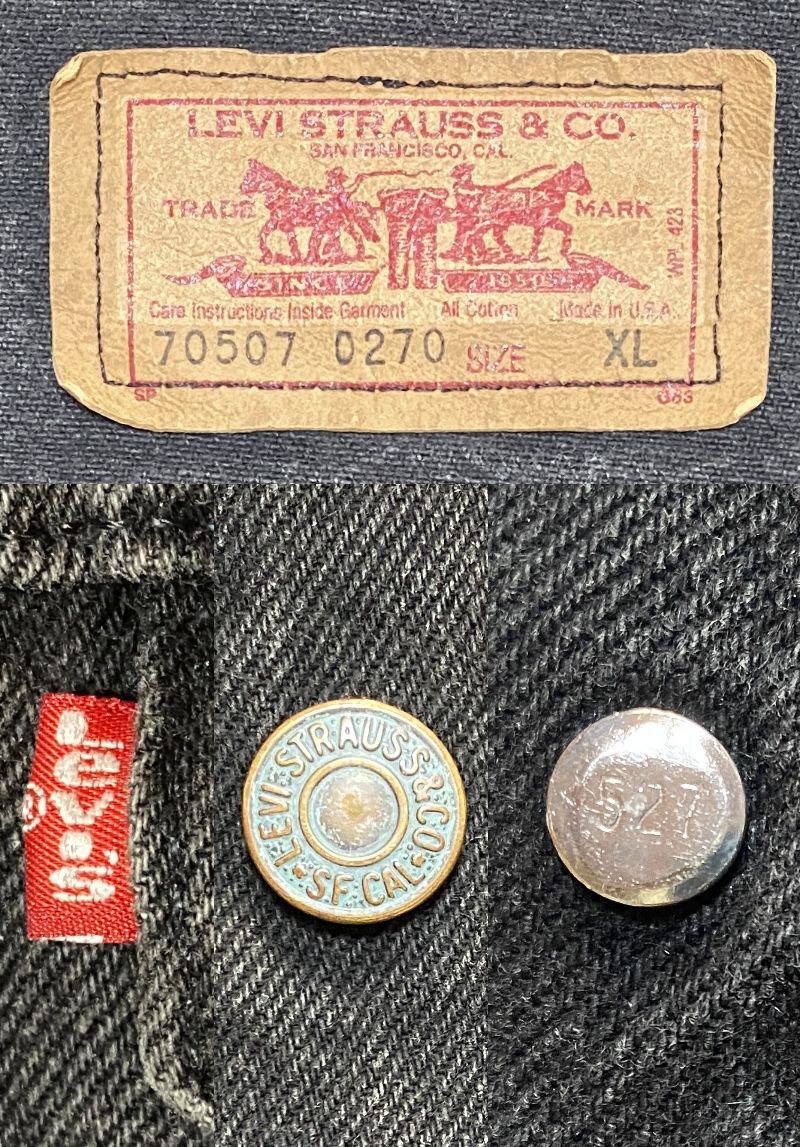 LEVI STRAUSS & CO.
SAN FRANCISCO, CAL.
TRADE MARK
WPL 423
Care Instructions Inside Garment All Cotton Made in U.S.A.
70507 0270 SIZE XL
SP
Levi's
®
LEVI STRAUSS & CO
S F CAL
527